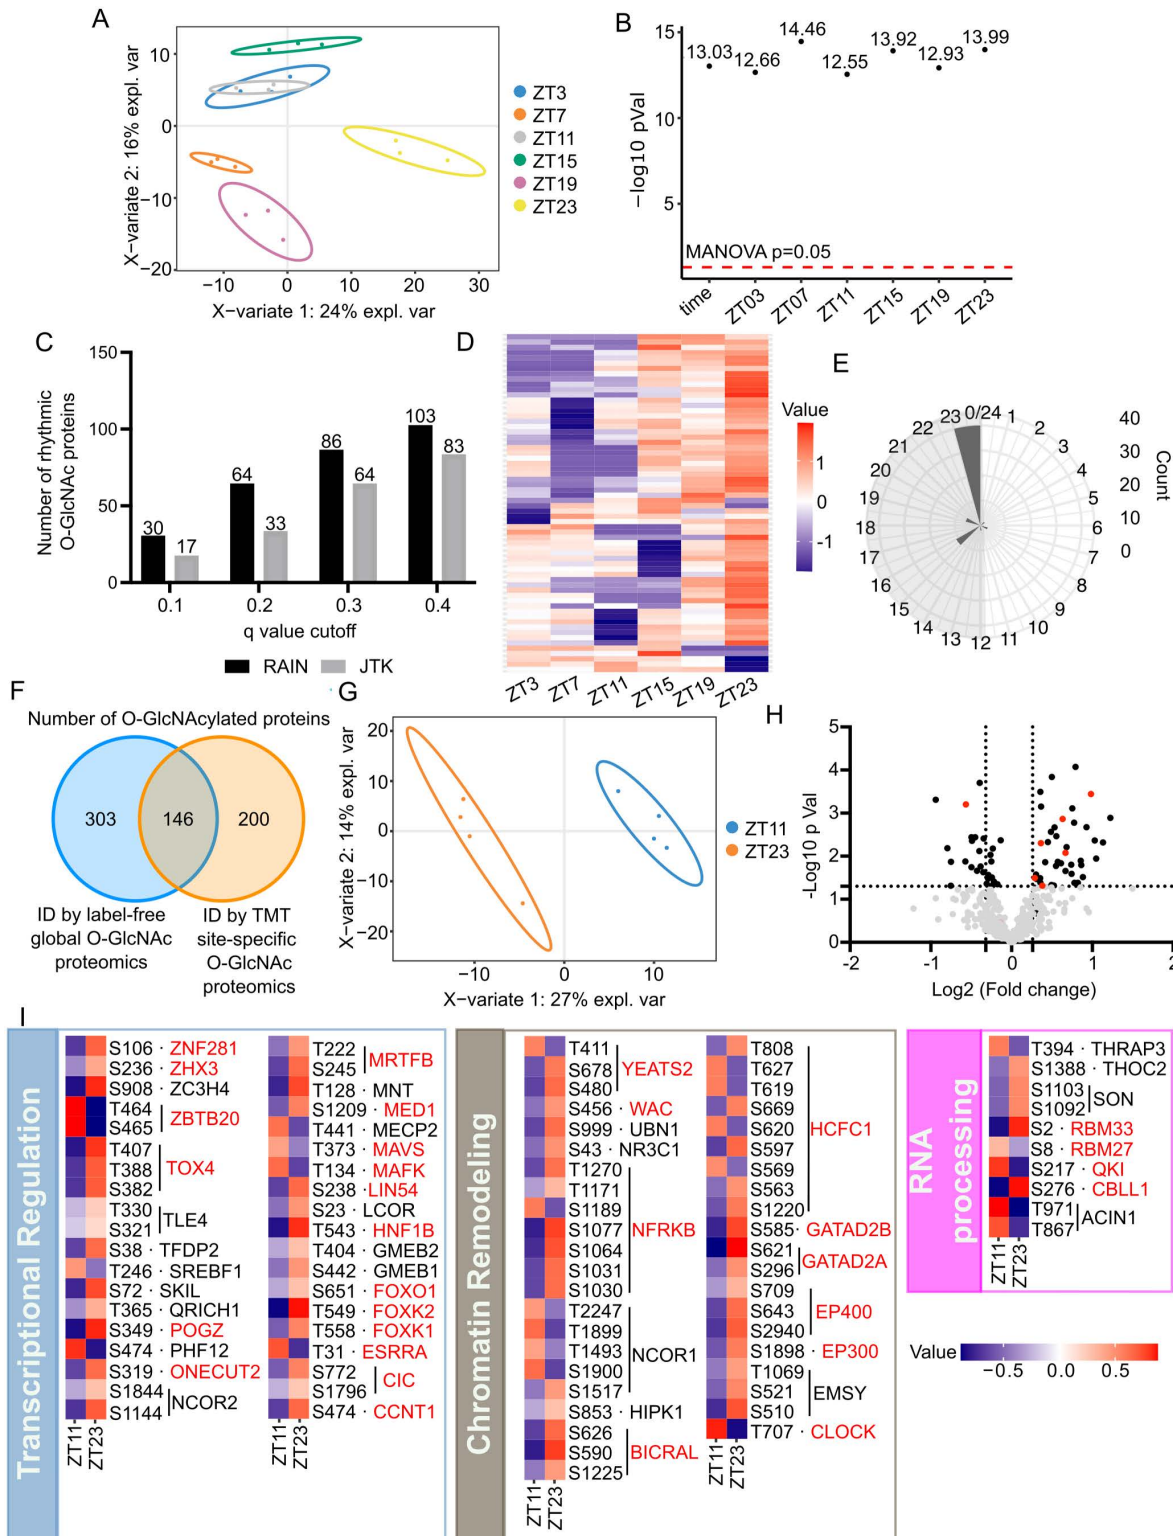 A
10
0
−10
−20
−10
0
10
20
30
X−variate 2: 16% expl. var
X−variate 1: 24% expl. var
ZT3
ZT7
ZT11
ZT15
ZT19
ZT23
B
15
10
5
−log10 pVal
13.03
12.66
14.46
12.55
13.92
12.93
13.99
MANOVA p=0.05
time
ZT03
ZT07
ZT11
ZT15
ZT19
ZT23
C
150
100
50
0
Number of rhythmic
O-GlcNAc proteins
30
17
64
33
86
64
103
83
0.1
0.2
0.3
0.4
q value cutoff
RAIN
JTK
D
ZT3
ZT7
ZT11
ZT15
ZT19
ZT23
Value
1
0
-1
E
0/24
1
2
3
4
5
6
7
8
9
10
11
12
13
14
15
16
17
18
19
20
21
22
23
40
30
20
10
0
Count
F
Number of O-GlcNAcylated proteins
303
146
200
ID by label-free
global O-GlcNAc
proteomics
ID by TMT
site-specific
O-GlcNAc
proteomics
G
20
10
0
−10
−20
−10
0
10
X−variate 2: 14% expl. var
X−variate 1: 27% expl. var
ZT11
ZT23
H
5
4
3
2
1
1
0
-2
-1
0
1
2
-Log10 p Val
Log2 (Fold change)
I
Transcriptional Regulation
S106 · ZNF281
S236 · ZHX3
S908 · ZC3H4
T464
S465
ZBTB20
T407
T388
S382
TOX4
T330
S321
TLE4
S38 · TFDP2
T246 · SREBF1
S72 · SKIL
T365 · QRICH1
S349 · POGZ
S474 · PHF12
S319 · ONECUT2
S1844
S1144
NCOR2
ZT11
ZT23
T222
S245
MRTFB
T128 · MNT
S1209 · MED1
T441 · MECP2
T373 · MAVS
T134 · MAFK
S238 · LIN54
S23 · LCOR
T543 · HNF1B
T404 · GMEB2
S442 · GMEB1
S651 · FOXO1
T549 · FOXK2
T558 · FOXK1
T31 · ESRRA
S772
S1796
CIC
S474 · CCNT1
ZT11
ZT23
Chromatin Remodeling
T411
S678
S480
YEATS2
S456 · WAC
S999 · UBN1
S43 · NR3C1
T1270
T1171
S1189
S1077
S1064
S1031
S1030
NFRKB
T2247
T1899
T1493
S1900
S1517
NCOR1
S853 · HIPK1
S626
S590
S1225
BICRAL
ZT11
ZT23
T808
T627
T619
S669
S620
S597
S569
S563
S1220
HCFC1
S585 · GATAD2B
S621
S296
GATAD2A
S709
S643
S2940
EP400
S1898 · EP300
T1069
S521
S510
EMSY
T707 · CLOCK
ZT11
ZT23
RNA
processing
T394 · THRAP3
S1388 · THOC2
S1103
S1092
SON
S2 · RBM33
S8 · RBM27
S217 · QKI
S276 · CBLL1
T971
T867
ACIN1
ZT11
ZT23
Value
−0.5
0.0
0.5